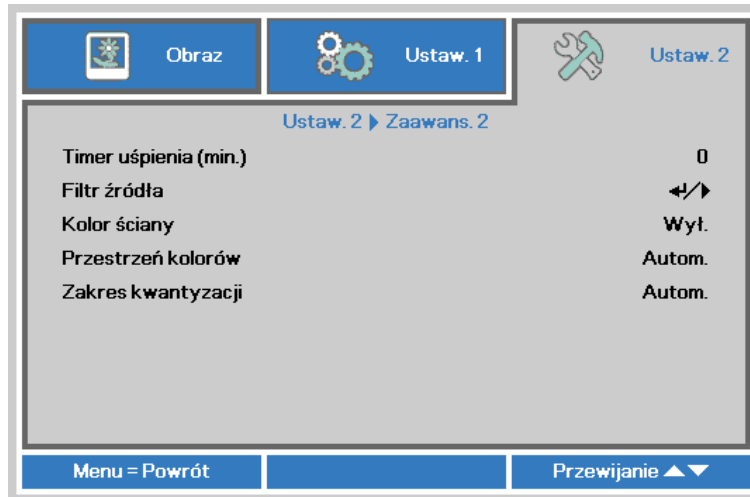 Obraz
Ustaw. 1
Ustaw. 2
Ustaw. 2 ▶ Zaawans. 2
Timer uśpienia (min.) 0
Filtr źródła ↵/▶
Kolor ściany Wył.
Przestrzeń kolorów Autom.
Zakres kwantyzacji Autom.
Menu = Powrót
Przewijanie ▲▼